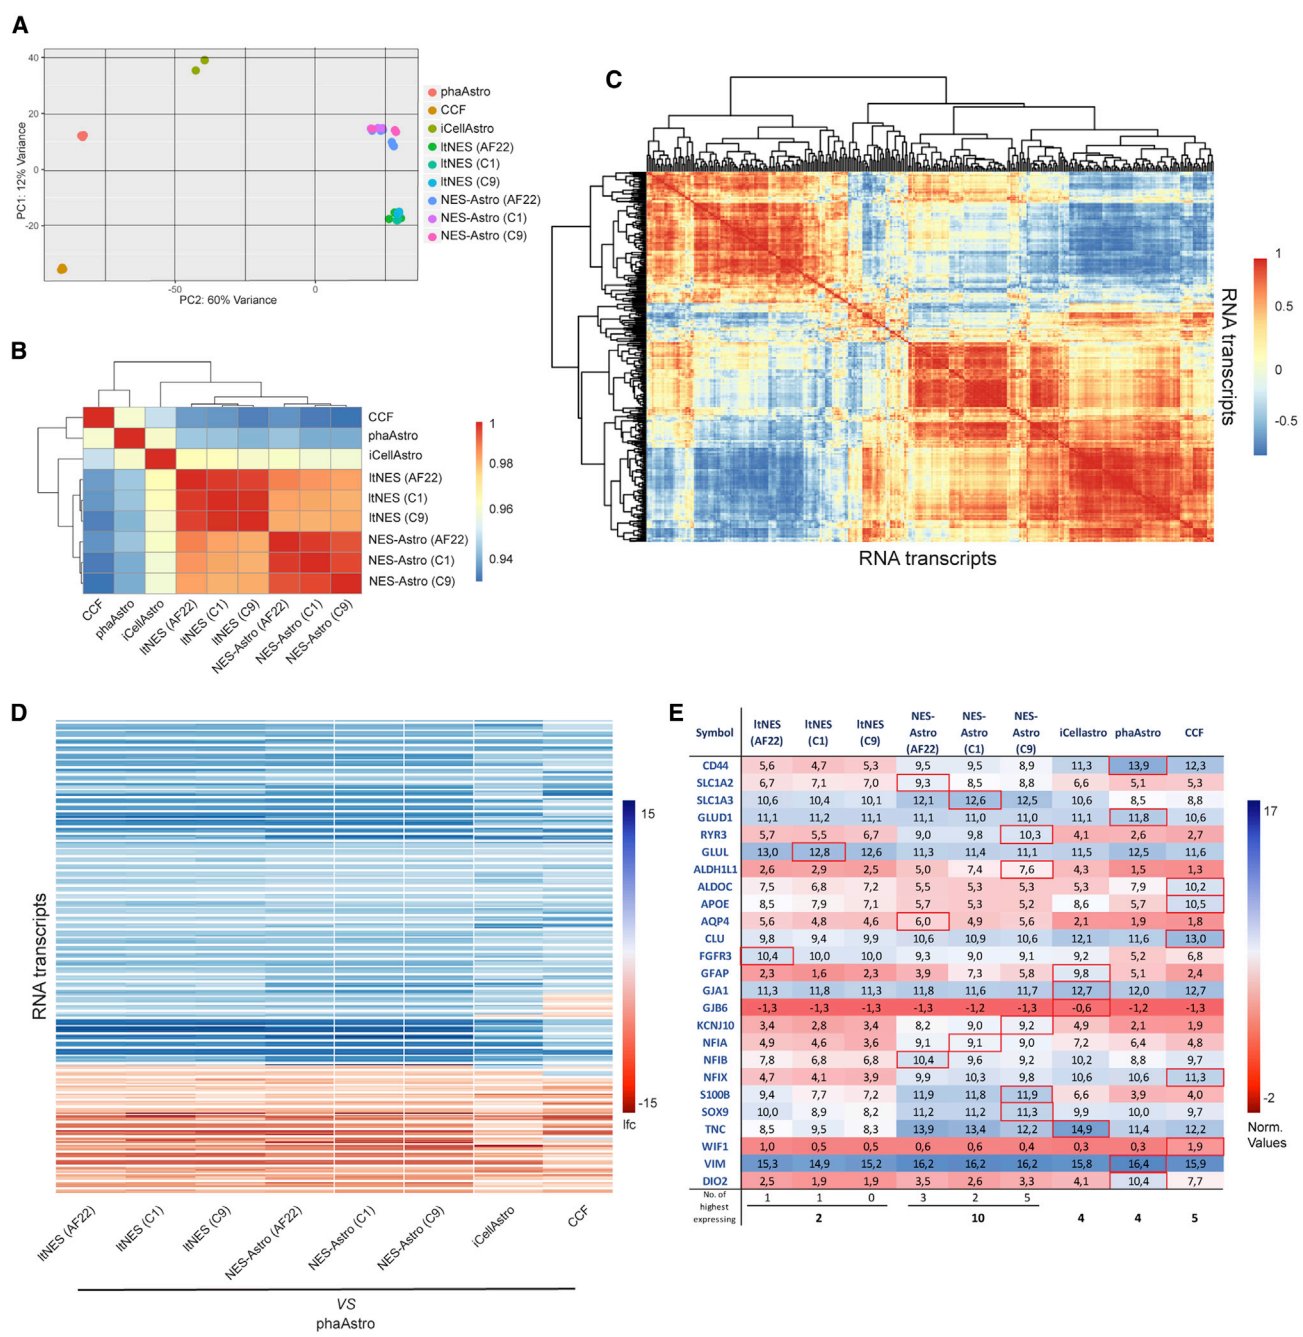 A
40
20
0
-20
PC1: 12% Variance
-50
0
PC2: 60% Variance
phaAstro
CCF
iCellAstro
ltNES (AF22)
ltNES (C1)
ltNES (C9)
NES-Astro (AF22)
NES-Astro (C1)
NES-Astro (C9)
B
CCF
phaAstro
iCellAstro
ltNES (AF22)
ltNES (C1)
ltNES (C9)
NES-Astro (AF22)
NES-Astro (C1)
NES-Astro (C9)
1
0.98
0.96
0.94
CCF
phaAstro
iCellAstro
ltNES (AF22)
ltNES (C1)
ltNES (C9)
NES-Astro (AF22)
NES-Astro (C1)
NES-Astro (C9)
C
1
0.5
0
-0.5
RNA transcripts
RNA transcripts
D
RNA transcripts
15
-15
lfc
ltNES (AF22)
ltNES (C1)
ltNES (C9)
NES-Astro (AF22)
NES-Astro (C1)
NES-Astro (C9)
iCellAstro
CCF
VS
phaAstro
E
Symbol ltNES (AF22) ltNES (C1) ltNES (C9) NES-Astro (AF22) NES-Astro (C1) NES-Astro (C9) iCellastro phaAstro CCF
CD44 5,6 4,7 5,3 9,5 9,5 8,9 11,3 13,9 12,3
SLC1A2 6,7 7,1 7,0 9,3 8,5 8,8 6,6 5,1 5,3
SLC1A3 10,6 10,4 10,1 12,1 12,6 12,5 10,6 8,5 8,8
GLUD1 11,1 11,2 11,1 11,1 11,0 11,0 11,1 11,8 10,6
RYR3 5,7 5,5 6,7 9,0 9,8 10,3 4,1 2,6 2,7
GLUL 13,0 12,8 12,6 11,3 11,4 11,1 11,5 12,5 11,6
ALDH1L1 2,6 2,9 2,5 5,0 7,4 7,6 4,3 1,5 1,3
ALDOC 7,5 6,8 7,2 5,5 5,3 5,3 5,3 7,9 10,2
APOE 8,5 7,9 7,1 5,7 5,3 5,2 8,6 5,7 10,5
AQP4 5,6 4,8 4,6 6,0 4,9 5,6 2,1 1,9 1,8
CLU 9,8 9,4 9,9 10,6 10,9 10,6 12,1 11,6 13,0
FGFR3 10,4 10,0 10,0 9,3 9,0 9,1 9,2 5,2 6,8
GFAP 2,3 1,6 2,3 3,9 7,3 5,8 9,8 5,1 2,4
GJA1 11,3 11,8 11,3 11,8 11,6 11,7 12,7 12,0 12,7
GJB6 -1,3 -1,3 -1,3 -1,3 -1,2 -1,3 -0,6 -1,2 -1,3
KCNJ10 3,4 2,8 3,4 8,2 9,0 9,2 4,9 2,1 1,9
NFIA 4,9 4,6 3,6 9,1 9,1 9,0 7,2 6,4 4,8
NFIB 7,8 6,8 6,8 10,4 9,6 9,2 10,2 8,8 9,7
NFIX 4,7 4,1 3,9 9,9 10,3 9,8 10,6 10,6 11,3
S100B 9,4 7,7 7,2 11,9 11,8 11,9 6,6 3,9 4,0
SOX9 10,0 8,9 8,2 11,2 11,2 11,3 9,9 10,0 9,7
TNC 8,5 9,5 8,3 13,9 13,4 12,2 14,9 11,4 12,2
WIF1 1,0 0,5 0,5 0,6 0,6 0,4 0,3 0,3 1,9
VIM 15,3 14,9 15,2 16,2 16,2 16,2 15,8 16,4 15,9
DIO2 2,5 1,9 1,9 3,5 2,6 3,3 4,1 10,4 7,7
No. of highest expressing 1 1 0 3 2 5
2 10 4 4 5
17
-2
Norm.
Values